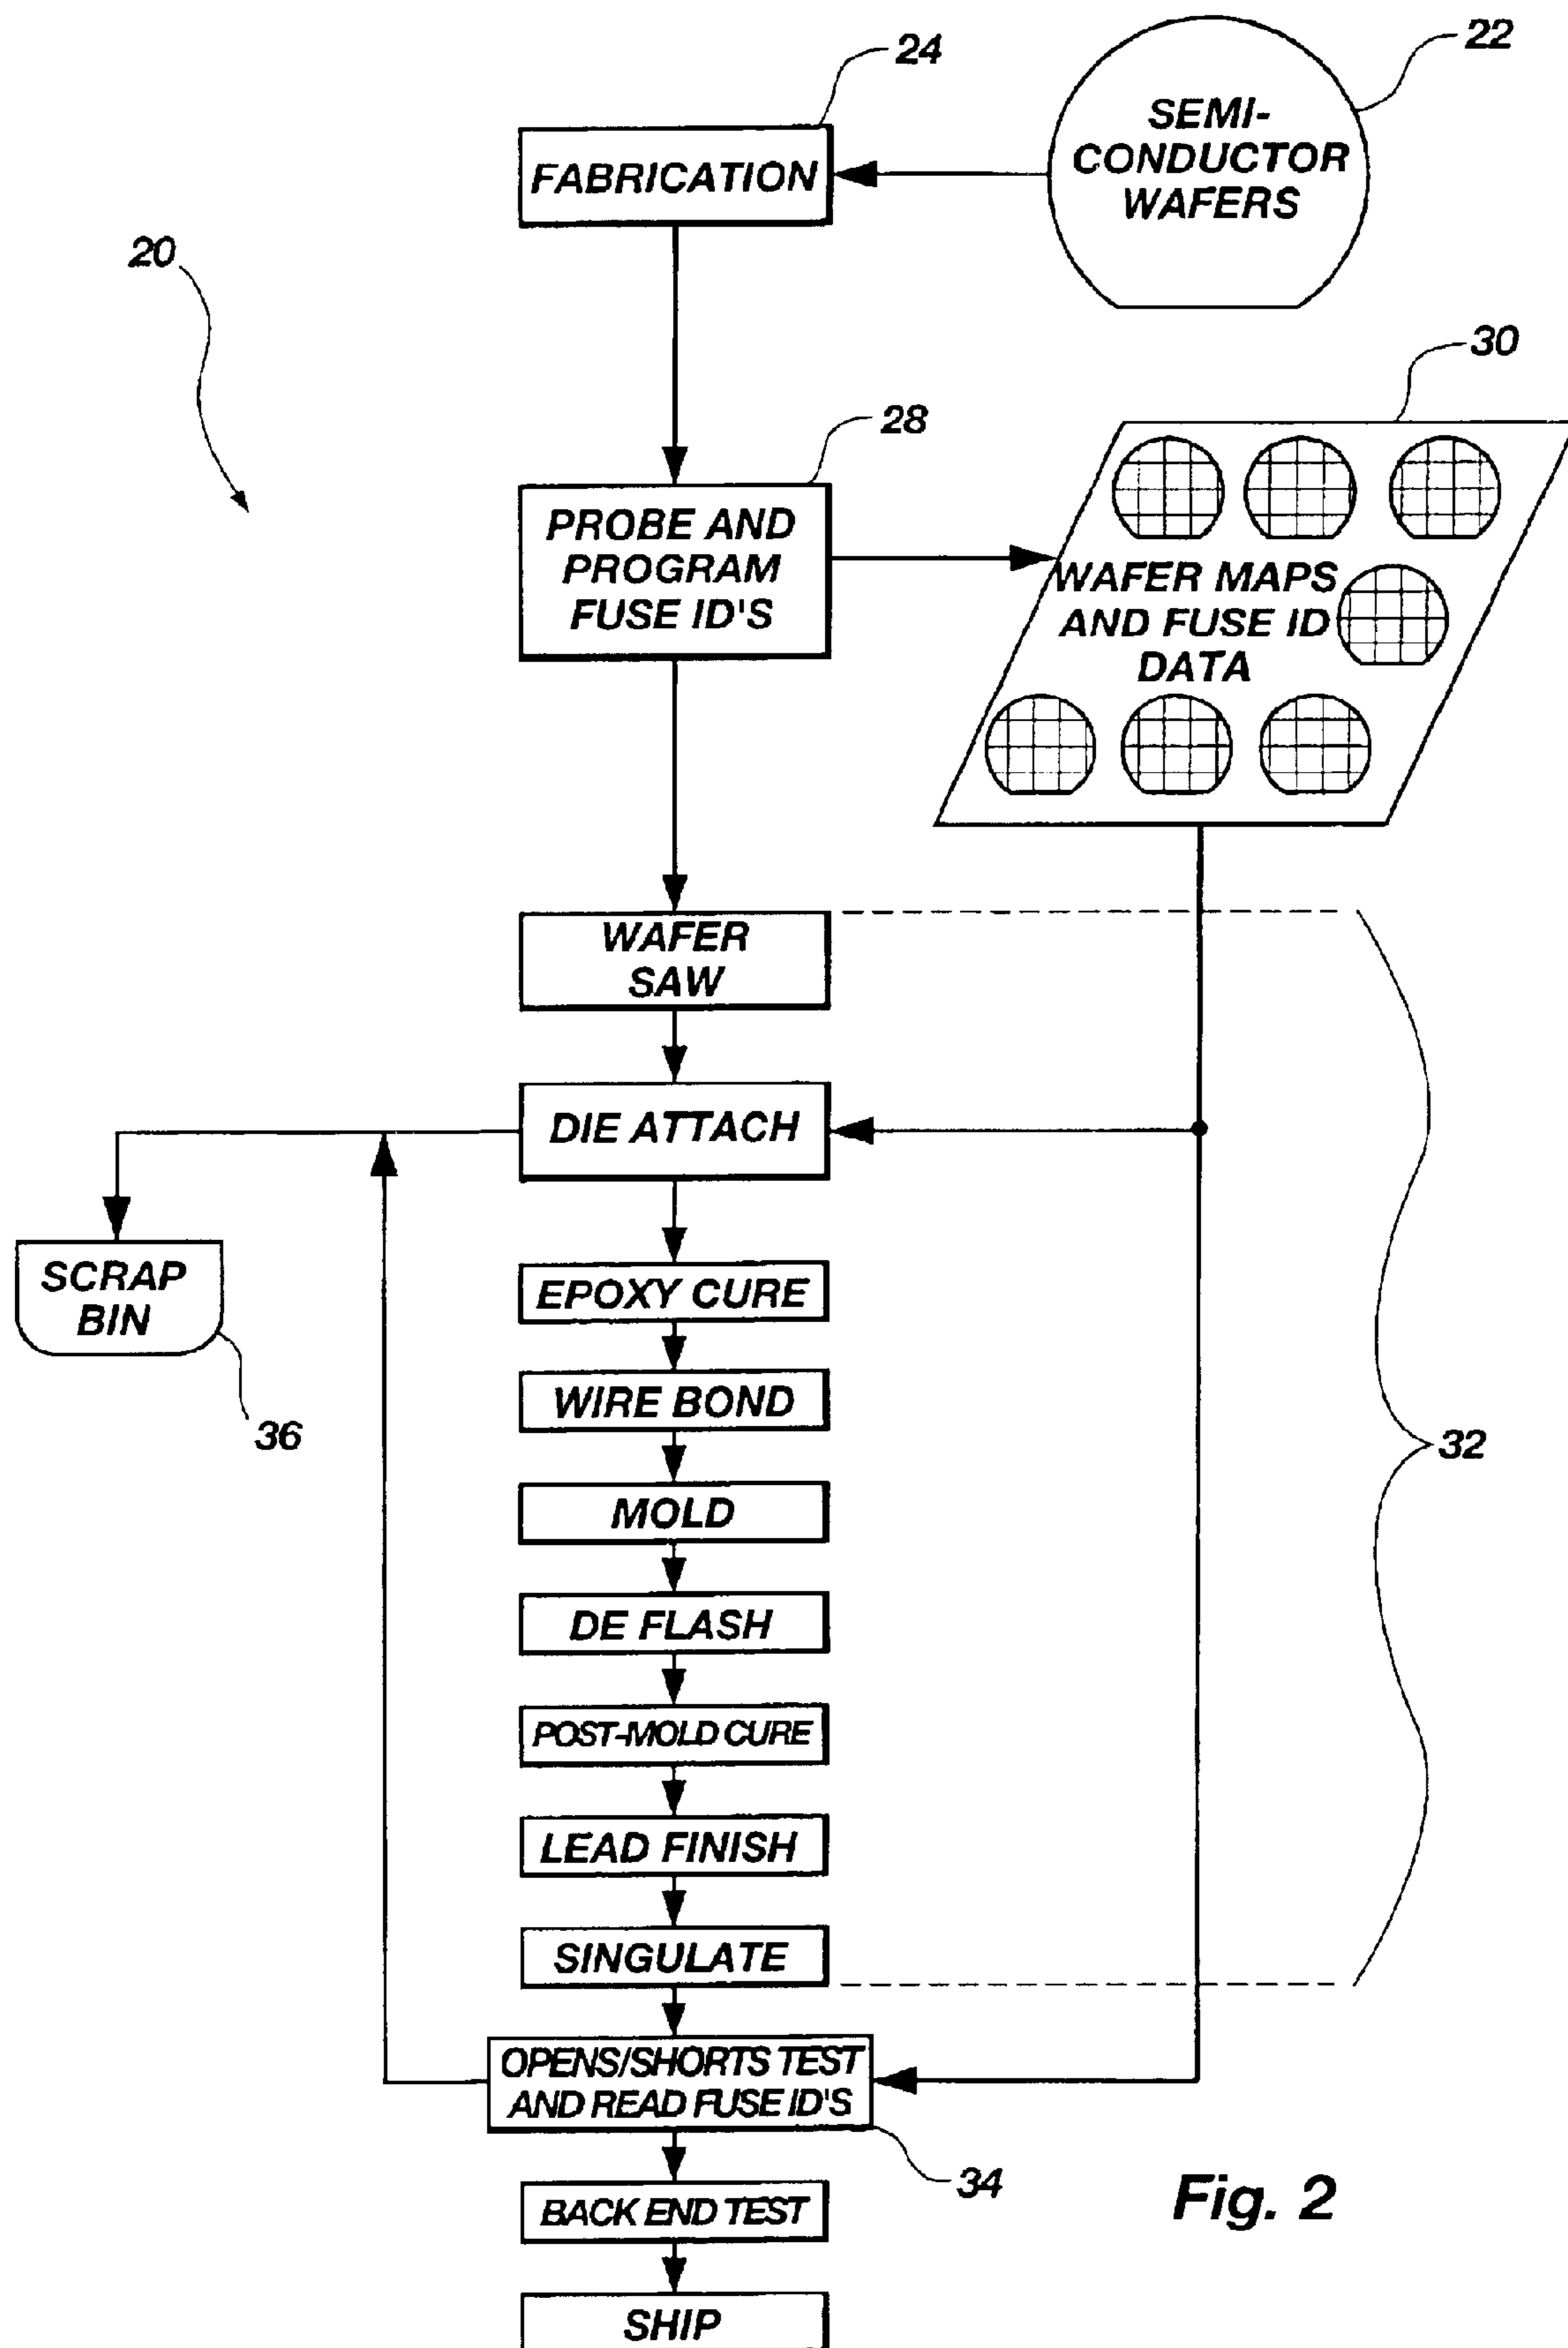 24
22
SEMI-
CONDUCTOR
WAFERS
FABRICATION
20
30
28
PROBE AND
PROGRAM
FUSE ID'S
WAFER MAPS
AND FUSE ID
DATA
WAFER
SAW
DIE ATTACH
SCRAP
BIN
36
EPOXY CURE
WIRE BOND
32
MOLD
DE FLASH
POST-MOLD CURE
LEAD FINISH
SINGULATE
OPENS/SHORTS TEST
AND READ FUSE ID'S
34
BACK END TEST
SHIP
Fig. 2